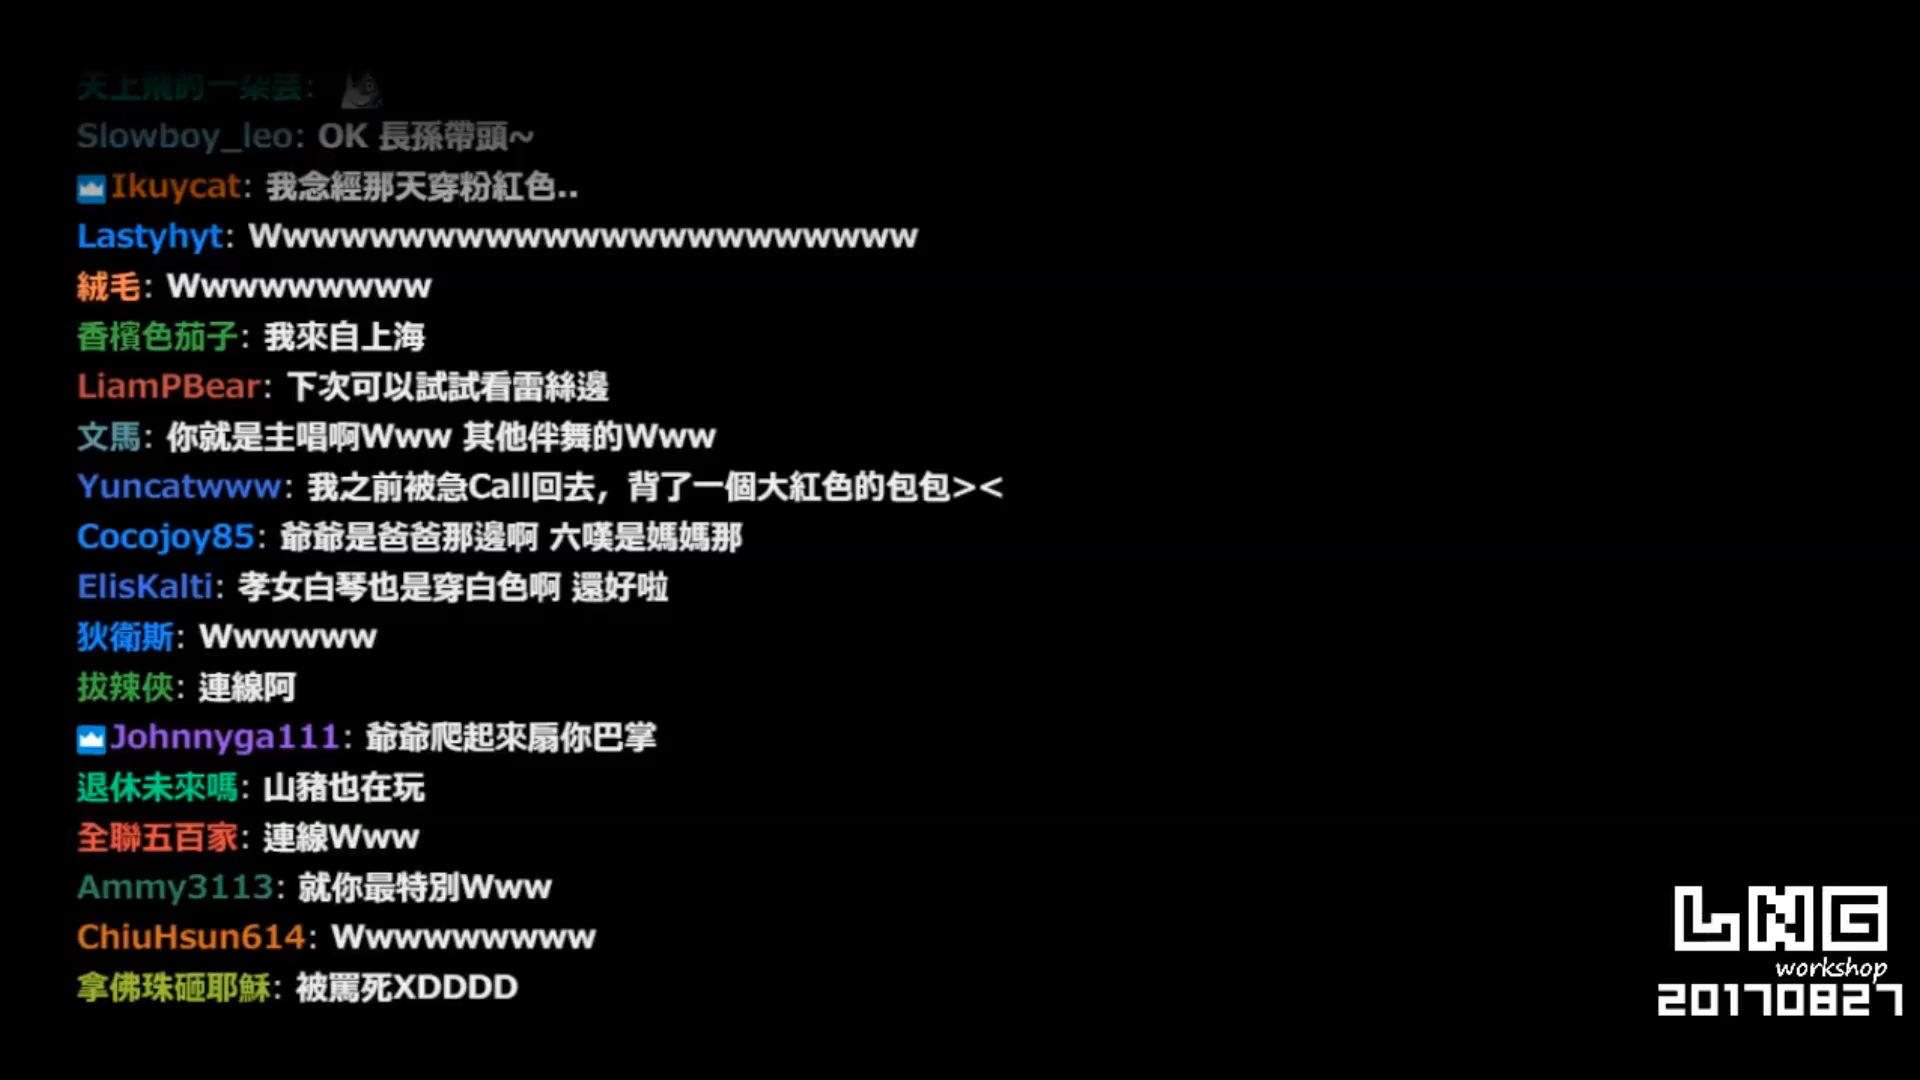 天上飛的一朵芸:
Slowboy_leo: OK 長孫帶頭~
Ikuycat: 我念經那天穿粉紅色..
Lastyhyt: Wwwwwwwwwwwwwwwwwwwwwww
絨毛: Wwwwwwwww
香檳色茄子: 我來自上海
LiamPBear: 下次可以試試看雷絲邊
文馬: 你就是主唱啊Www 其他伴舞的Www
Yuncatwww: 我之前被急Call回去，背了一個大紅色的包包><
Cocojoy85: 爺爺是爸爸那邊啊 六嘆是媽媽那
ElisKalti: 孝女白琴也是穿白色啊 還好啦
狄衛斯: Wwwwww
拔辣俠: 連線阿
Johnnyga111: 爺爺爬起來扇你巴掌
退休未來嗎: 山豬也在玩
全聯五百家: 連線Www
Ammy3113: 就你最特別Www
ChiuHsun614: Wwwwwwwww
拿佛珠砸耶穌: 被罵死XDDDD
LNG
workshop
20170827